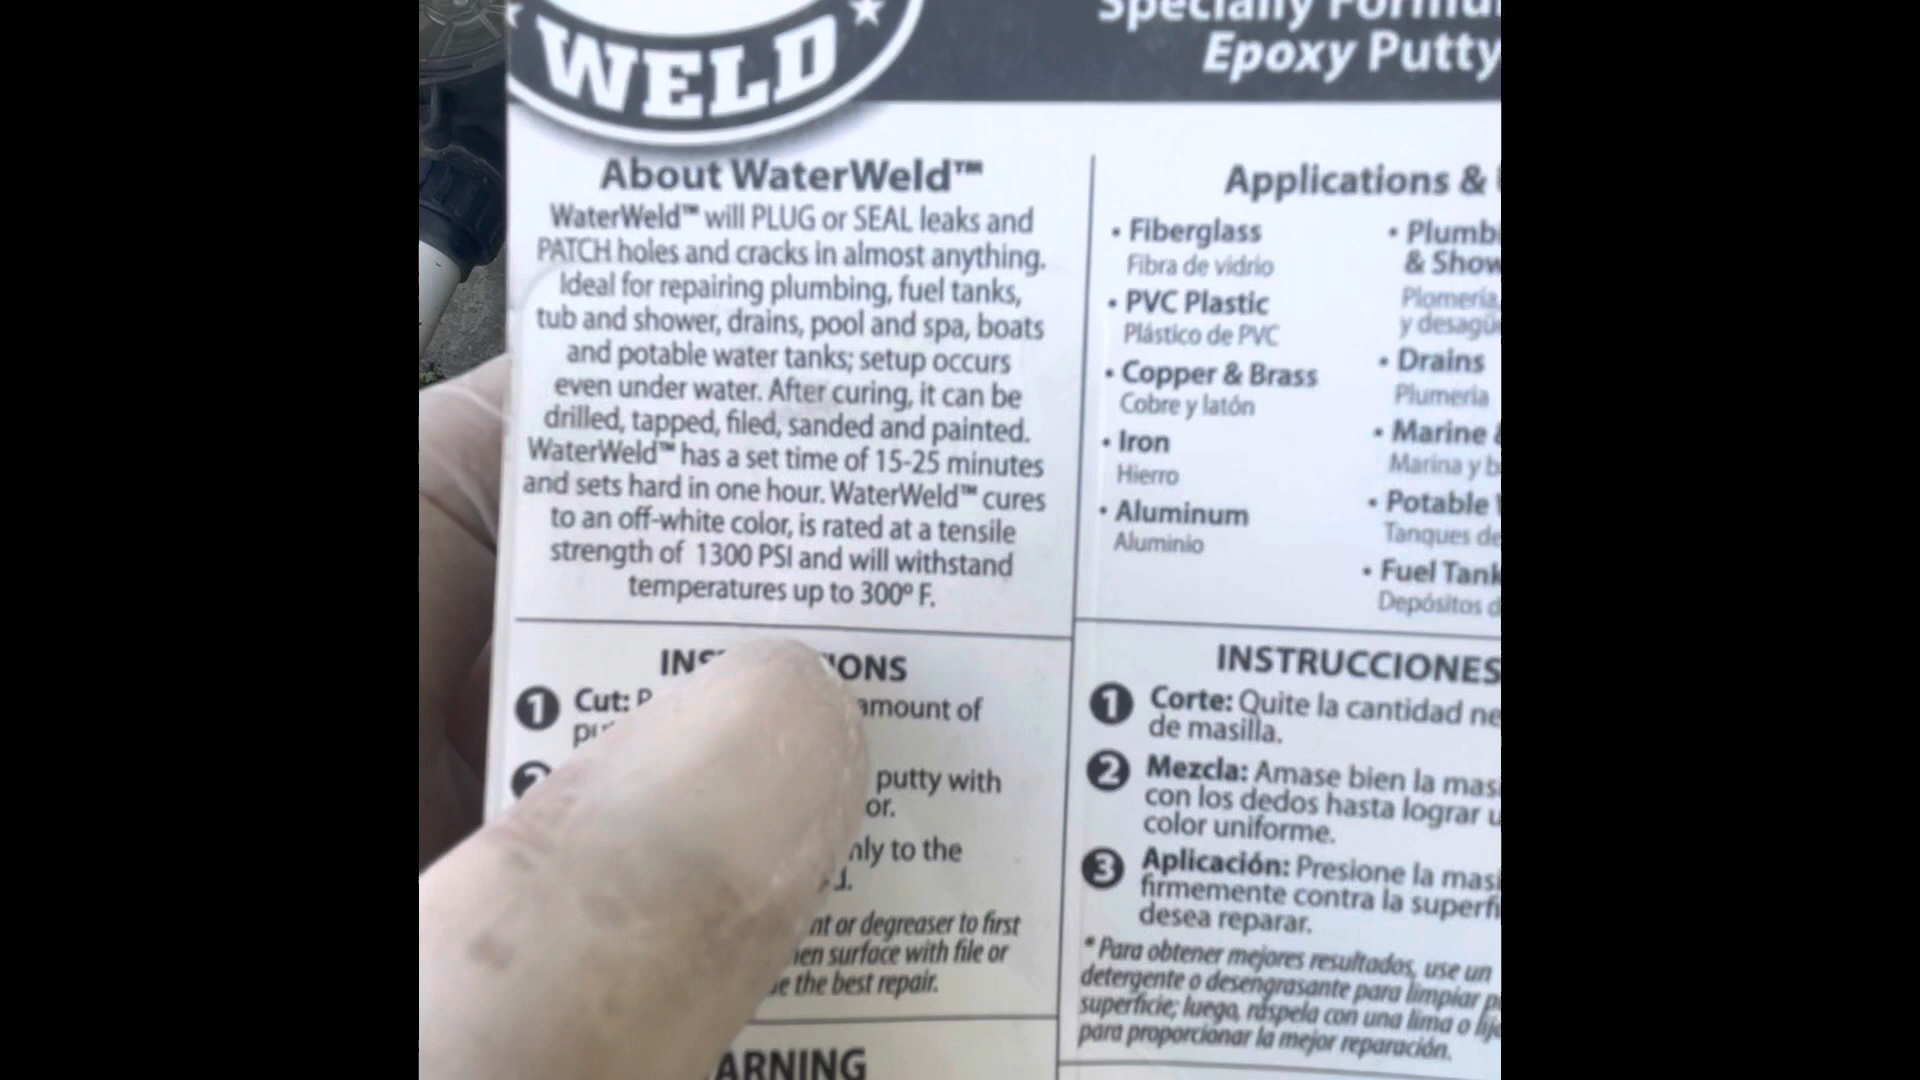 WELD
Specially Formu
Epoxy Putty
About WaterWeld™
WaterWeld™ will PLUG or SEAL leaks and
PATCH holes and cracks in almost anything.
Ideal for repairing plumbing, fuel tanks,
tub and shower, drains, pool and spa, boats
and potable water tanks; setup occurs
even under water. After curing, it can be
drilled, tapped, filed, sanded and painted.
WaterWeld™ has a set time of 15-25 minutes
and sets hard in one hour. WaterWeld™ cures
to an off-white color, is rated at a tensile
strength of 1300 PSI and will withstand
temperatures up to 300º F.
Applications &
• Fiberglass
Fibra de vidrio
• PVC Plastic
Plástico de PVC
• Copper & Brass
Cobre y latón
• Iron
Hierro
• Aluminum
Aluminio
• Plumb
& Show
Plomería,
y desagü
• Drains
Plumería
• Marine &
Marina y b
• Potable
Tanques de
• Fuel Tank
Depósitos d
INS IONS
1 Cut: amount of
2 putty with
or.
nly to the
d.
nt or degreaser to first
en surface with file or
the best repair.
ARNING
INSTRUCCIONES
1 Corte: Quite la cantidad ne
de masilla.
2 Mezcla: Amase bien la masi
con los dedos hasta lograr u
color uniforme.
3 Aplicación: Presione la masi
firmemente contra la superfi
desea reparar.
* Para obtener mejores resultados, use un
detergente o desengrasante para limpiar p
superficie; luego, ráspela con una lima o lij
para proporcionar la mejor reparación.